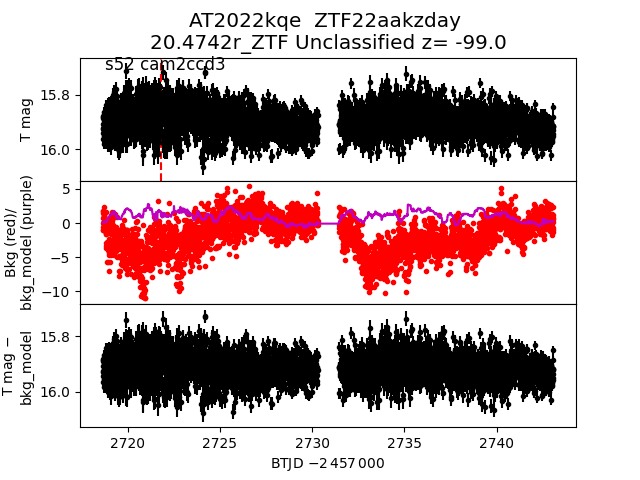 AT2022kqe  ZTF22aakzday
20.4742r_ZTF Unclassified z= -99.0
s52 cam2ccd3
T mag
15.8
16.0
Bkg (red)/
bkg_model (purple)
5
0
−5
−10
T mag −
bkg_model
15.8
16.0
2720
2725
2730
2735
2740
BTJD −2 457 000